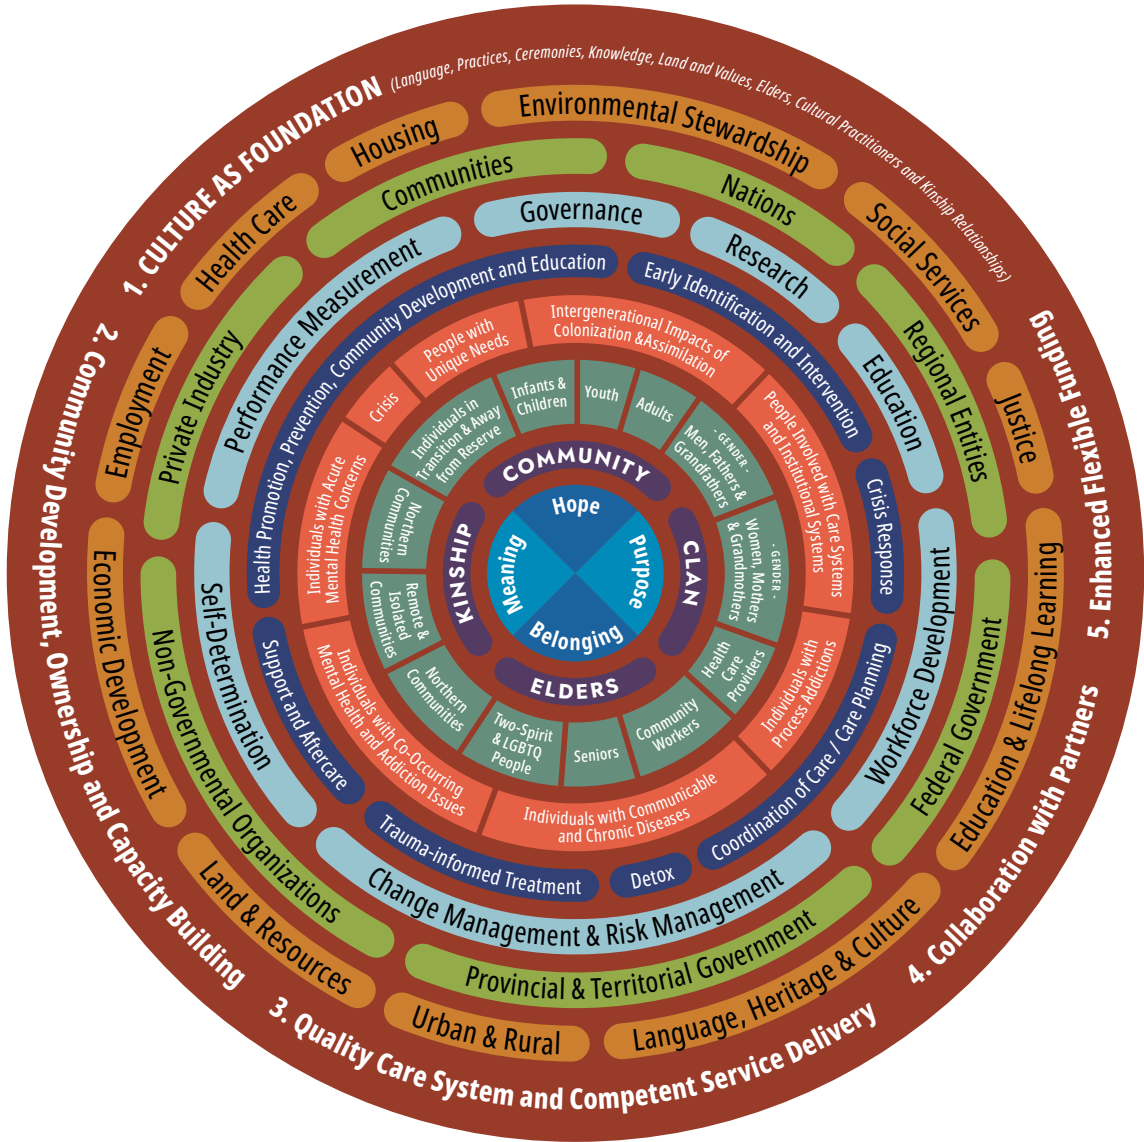 1. CULTURE AS FOUNDATION (Language, Practices, Ceremonies, Knowledge, Land and Values, Elders, Cultural Practitioners and Kinship Relationships)
2. Community Development, Ownership and Capacity Building
3. Quality Care System and Competent Service Delivery
4. Collaboration with Partners
5. Enhanced Flexible Funding
Environmental Stewardship
Social Services
Justice
Education & Lifelong Learning
Language, Heritage & Culture
Urban & Rural
Land & Resources
Economic Development
Employment
Health Care
Housing
Communities
Nations
Regional Entities
Federal Government
Provincial & Territorial Government
Non-Governmental Organizations
Private Industry
Governance
Research
Education
Workforce Development
Change Management & Risk Management
Self-Determination
Performance Measurement
Health Promotion, Prevention, Community Development and Education
Early Identification and Intervention
Crisis Response
Coordination of Care / Care Planning
Detox
Trauma-informed Treatment
Support and Aftercare
Intergenerational Impacts of
Colonization &Assimilation
People Involved with Care Systems
and Institutional Systems
Individuals with
Process Addictions
Individuals with Communicable
and Chronic Diseases
Individuals with Co-Occurring
Mental Health and Addiction Issues
Individuals with Acute
Mental Health Concerns
Crisis
People with
Unique Needs
Infants &
Children
Youth
Adults
- GENDER -
Men, Fathers &
Grandfathers
- GENDER -
Women, Mothers
& Grandmothers
Health
Care
Providers
Community
Workers
Seniors
Two-Spirit
& LGBTQ
People
Northern
Communities
Remote &
Isolated
Communities
Northern
Communities
Individuals in
Transition & Away
from Reserve
COMMUNITY
CLAN
ELDERS
KINSHIP
Hope
Purpose
Belonging
Meaning